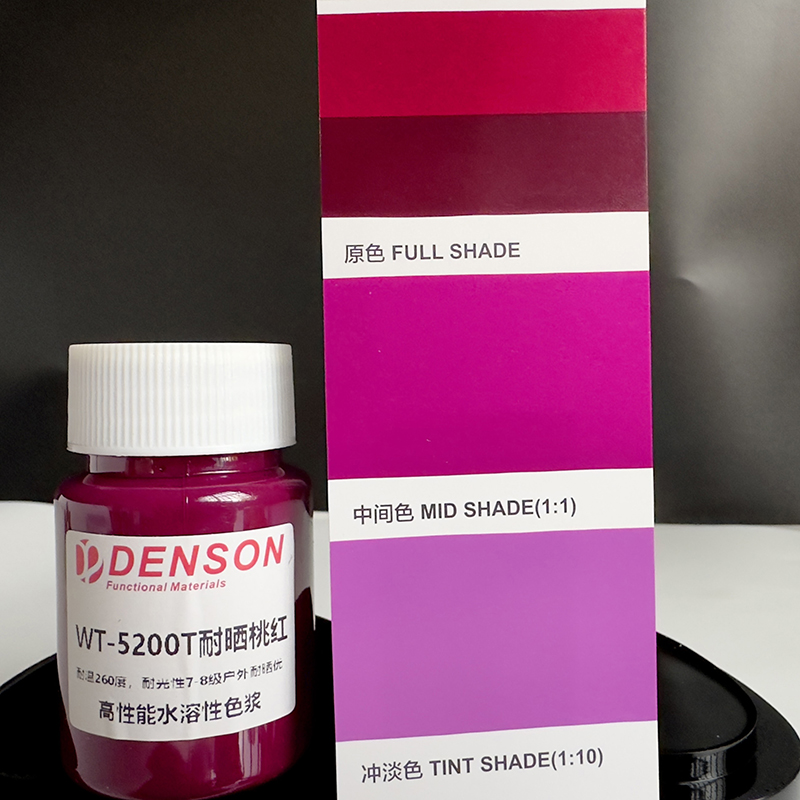 DENSON
Functional Materials
WT-5200T耐晒桃红
耐温260度，耐光性7-8级户外耐晒优
高性能水溶性色浆
原色 FULL SHADE
中间色 MID SHADE(1:1)
冲淡色 TINT SHADE(1:10)